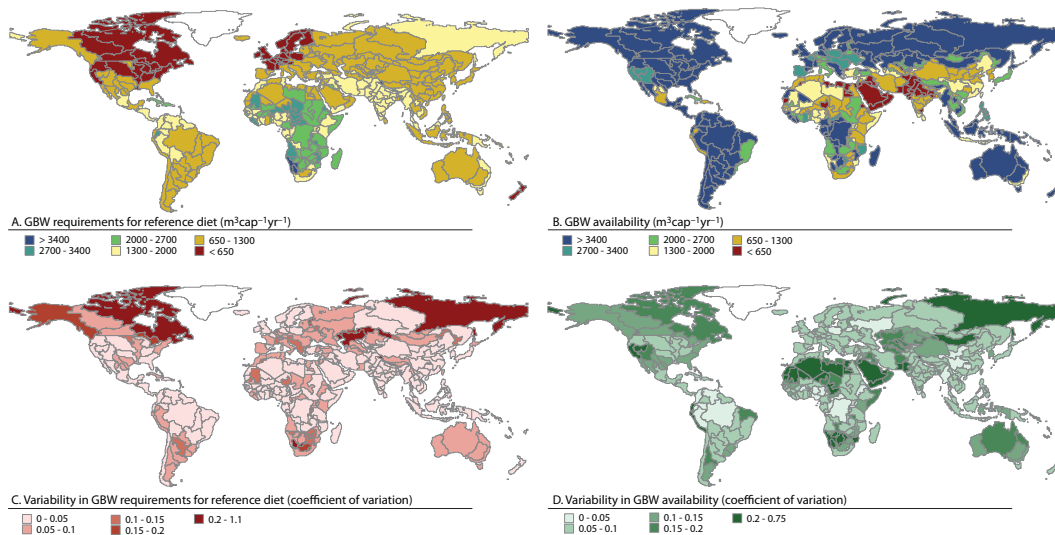 A. GBW requirements for reference diet (m³cap⁻¹yr⁻¹)
> 3400 2000 - 2700 650 - 1300
2700 - 3400 1300 - 2000 < 650
B. GBW availability (m³cap⁻¹yr⁻¹)
> 3400 2000 - 2700 650 - 1300
2700 - 3400 1300 - 2000 < 650
C. Variability in GBW requirements for reference diet (coefficient of variation)
0 - 0.05 0.1 - 0.15 0.2 - 1.1
0.05 - 0.1 0.15 - 0.2
D. Variability in GBW availability (coefficient of variation)
0 - 0.05 0.1 - 0.15 0.2 - 0.75
0.05 - 0.1 0.15 - 0.2